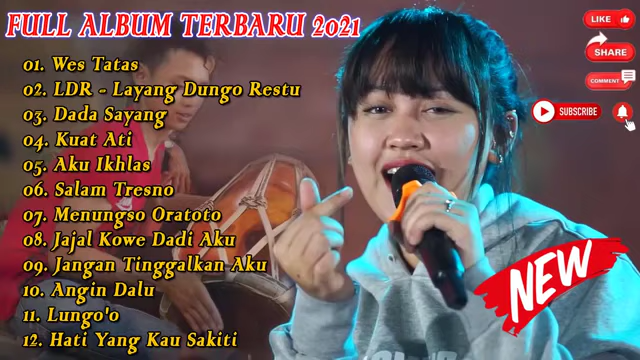 FULL ALBUM TERBARU 2021
LIKE
SHARE
COMMENT
SUBSCRIBE
01. Wes Tatas
02. LDR - Layang Dungo Restu
03. Dada Sayang
04. Kuat Ati
05. Aku Ikhlas
06. Salam Tresno
07. Menungso Oratoto
08. Jajal Kowe Dadi Aku
09. Jangan Tinggalkan Aku
10. Angin Dalu
11. Lungo'o
12. Hati Yang Kau Sakiti
NEW